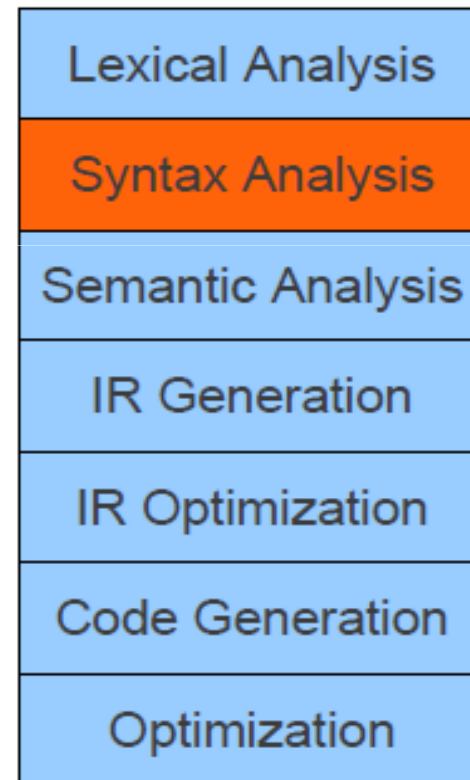 Lexical Analysis
Syntax Analysis
Semantic Analysis
IR Generation
IR Optimization
Code Generation
Optimization